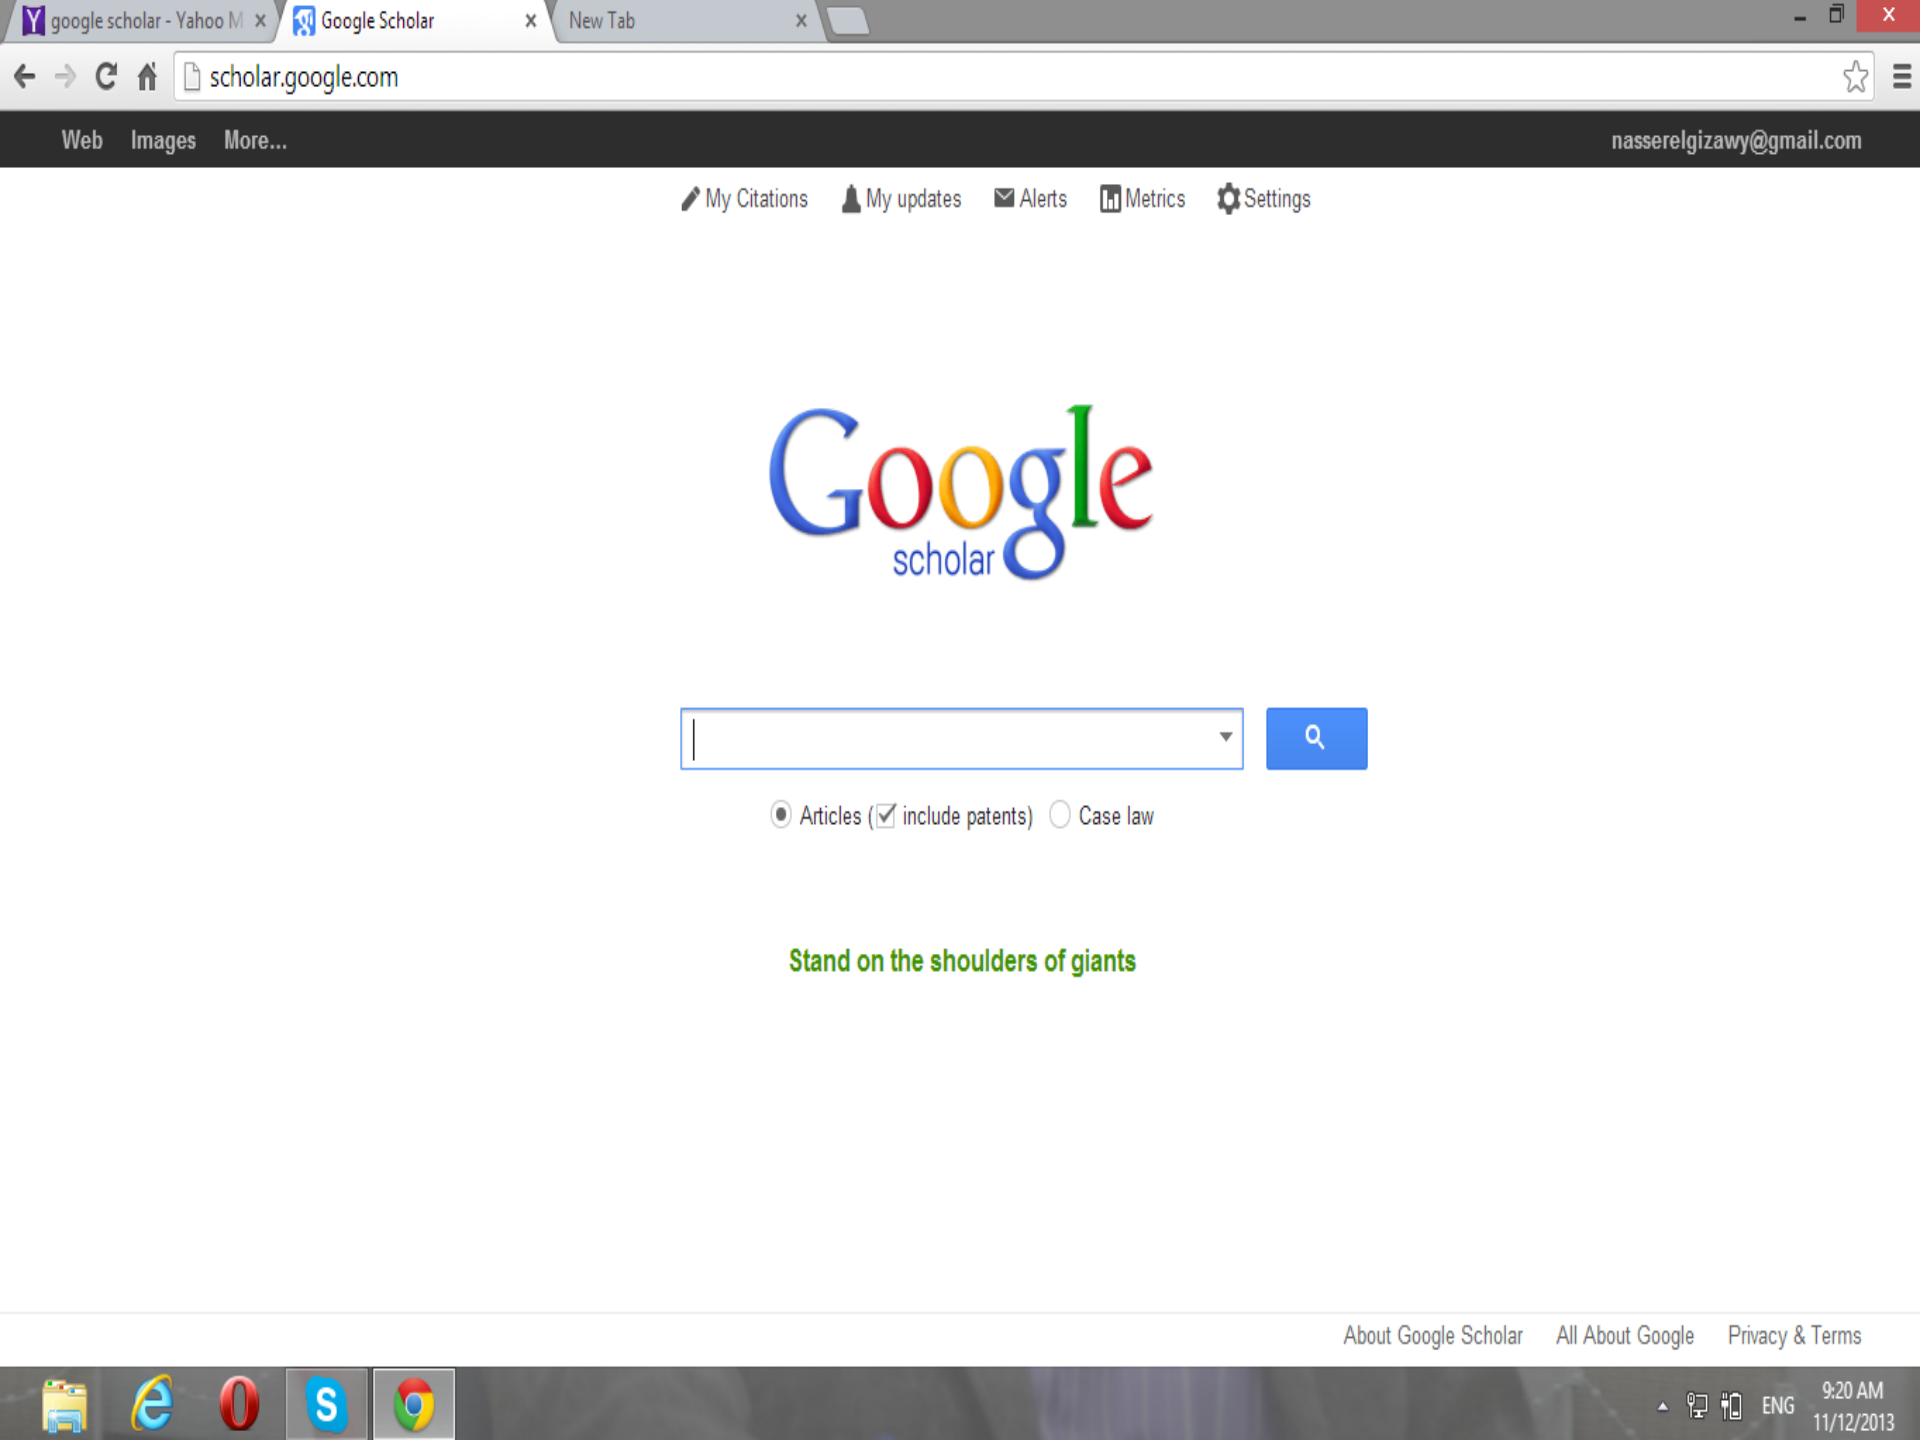 google scholar - Yahoo M
Google Scholar
New Tab
scholar.google.com
Web Images More... nasserelgizawy@gmail.com
My Citations My updates Alerts Metrics Settings
Google
scholar
Articles ( include patents) Case law
Stand on the shoulders of giants
About Google Scholar All About Google Privacy & Terms
ENG 9:20 AM
11/12/2013